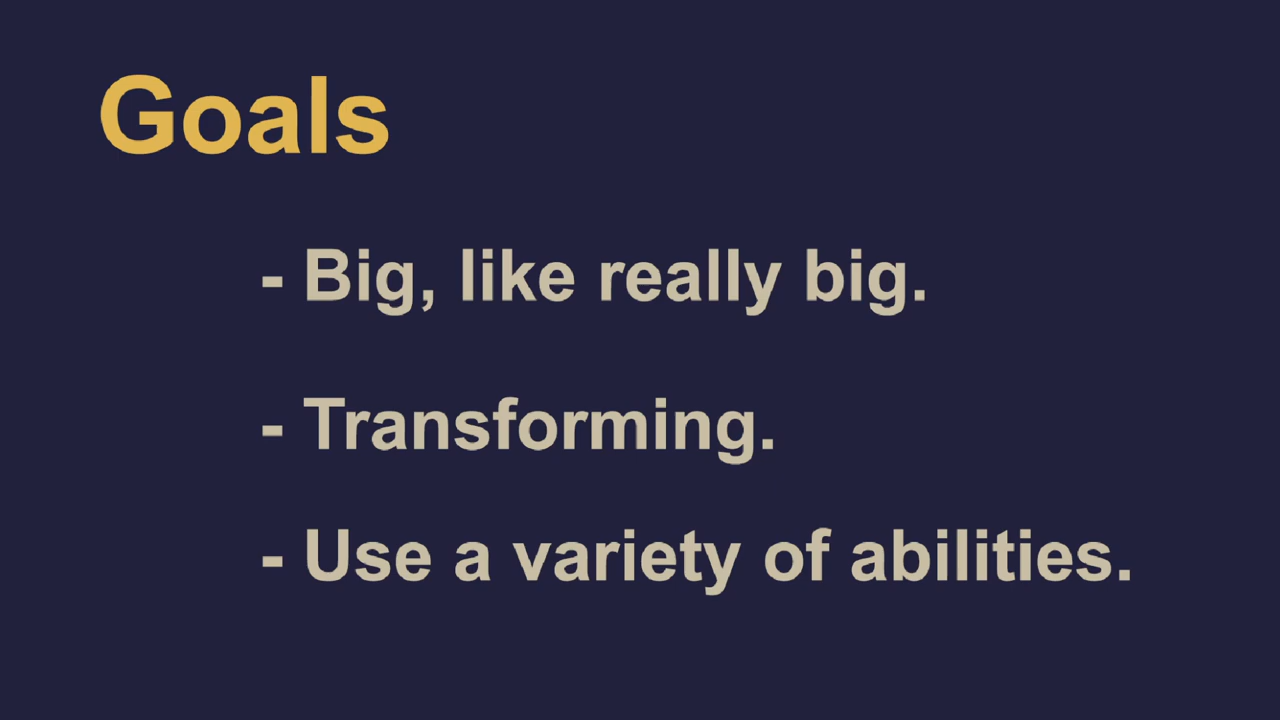 Goals
- Big, like really big.
- Transforming.
- Use a variety of abilities.